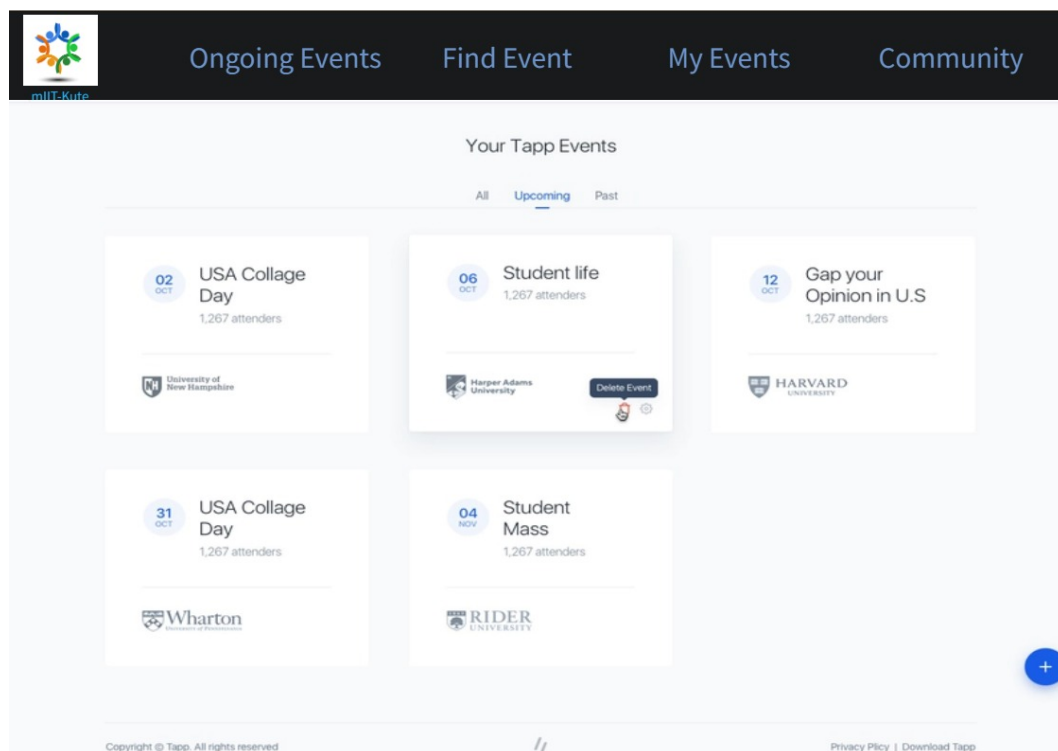 mIIT-Kute
Ongoing Events Find Event My Events Community
Your Tapp Events
All Upcoming Past
02
OCT
USA Collage
Day
1,267 attenders
University of
New Hampshire
06
OCT
Student life
1,267 attenders
Harper Adams
University
Delete Event
12
OCT
Gap your
Opinion in U.S
1,267 attenders
HARVARD
UNIVERSITY
31
OCT
USA Collage
Day
1,267 attenders
Wharton
University of Pennsylvania
04
NOV
Student
Mass
1,267 attenders
RIDER
UNIVERSITY
+
Copyright © Tapp. All rights reserved
Privacy Plicy | Download Tapp